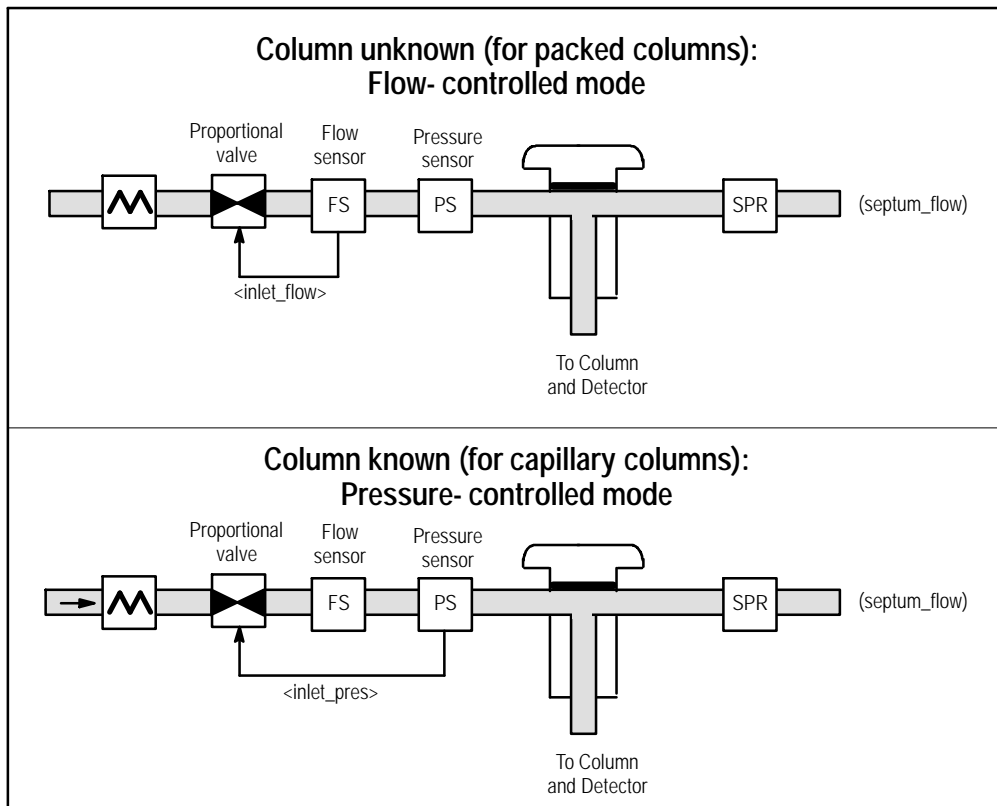 Column unknown (for packed columns):
Flow- controlled mode
Proportional
valve
Flow
sensor
Pressure
sensor
FS
PS
SPR
(septum_flow)
<inlet_flow>
To Column
and Detector
Column known (for capillary columns):
Pressure- controlled mode
Proportional
valve
Flow
sensor
Pressure
sensor
FS
PS
SPR
(septum_flow)
<inlet_pres>
To Column
and Detector